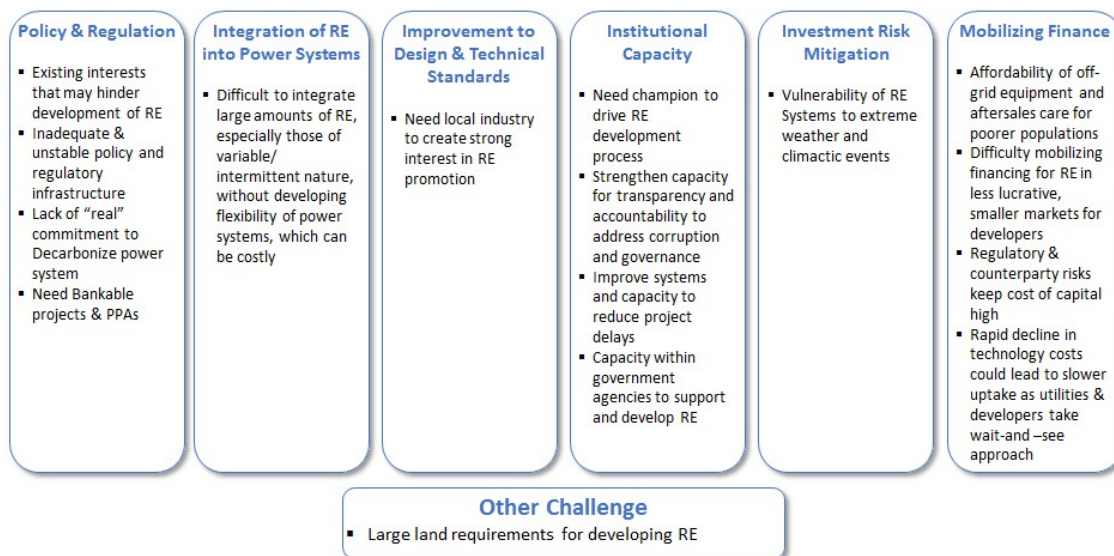 Policy & Regulation
▪ Existing interests
that may hinder
development of RE
▪ Inadequate &
unstable policy and
regulatory
infrastructure
▪ Lack of “real”
commitment to
Decarbonize power
system
▪ Need Bankable
projects & PPAs
Integration of RE
into Power Systems
▪ Difficult to integrate
large amounts of RE,
especially those of
variable/
intermittent nature,
without developing
flexibility of power
systems, which can
be costly
Improvement to
Design & Technical
Standards
▪ Need local industry
to create strong
interest in RE
promotion
Institutional
Capacity
▪ Need champion to
drive RE
development
process
▪ Strengthen capacity
for transparency and
accountability to
address corruption
and governance
▪ Improve systems
and capacity to
reduce project
delays
▪ Capacity within
government
agencies to support
and develop RE
Investment Risk
Mitigation
▪ Vulnerability of RE
Systems to extreme
weather and
climactic events
Mobilizing Finance
▪ Affordability of off-
grid equipment and
aftersales care for
poorer populations
▪ Difficulty mobilizing
financing for RE in
less lucrative,
smaller markets for
developers
▪ Regulatory &
counterparty risks
keep cost of capital
high
▪ Rapid decline in
technology costs
could lead to slower
uptake as utilities &
developers take
wait-and –see
approach
Other Challenge
▪ Large land requirements for developing RE